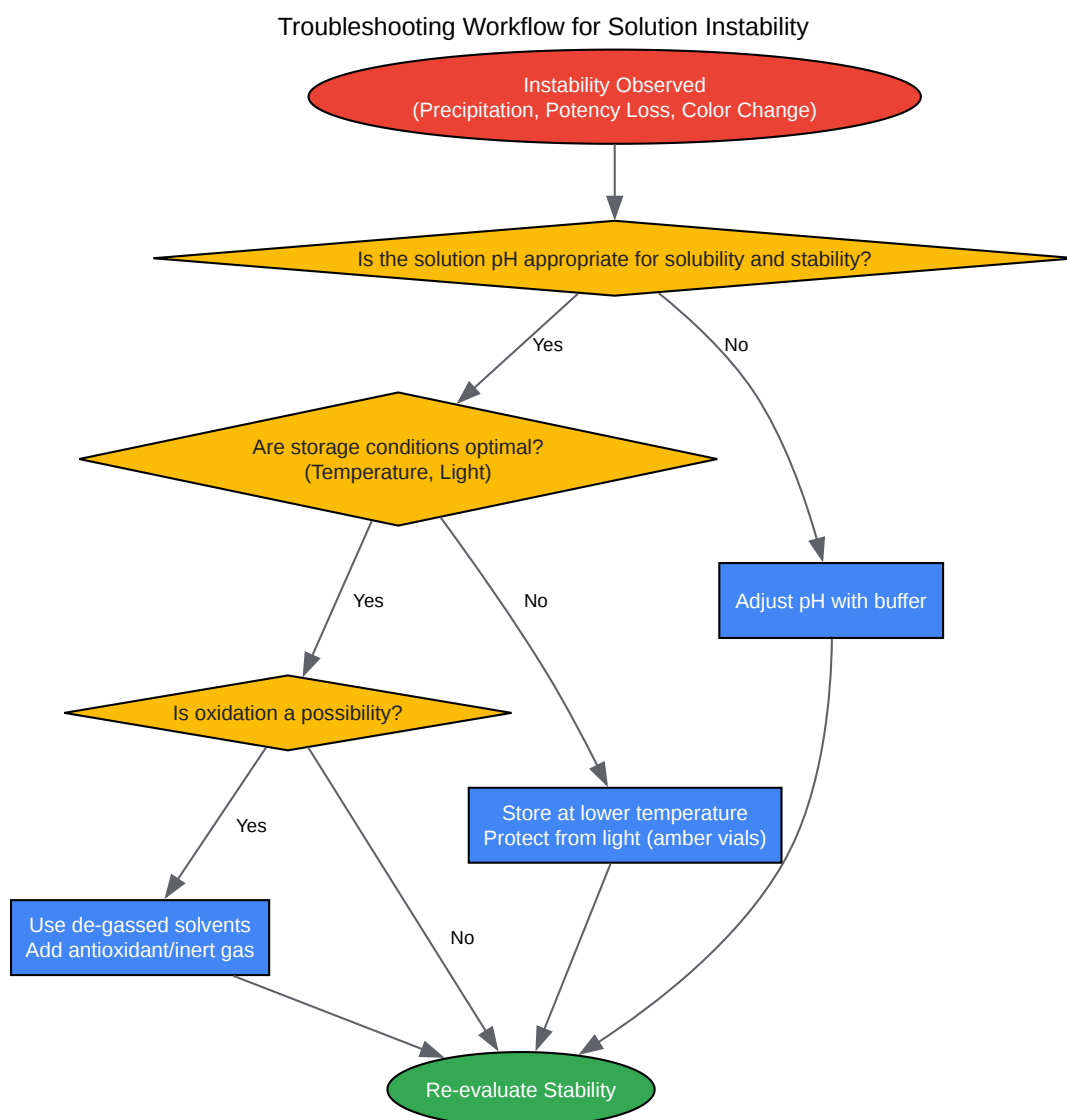 Troubleshooting Workflow for Solution Instability
Instability Observed
(Precipitation, Potency Loss, Color Change)
Is the solution pH appropriate for solubility and stability?
Yes
No
Are storage conditions optimal?
(Temperature, Light)
Yes
No
Adjust pH with buffer
Is oxidation a possibility?
Yes
No
Store at lower temperature
Protect from light (amber vials)
Use de-gassed solvents
Add antioxidant/inert gas
Re-evaluate Stability